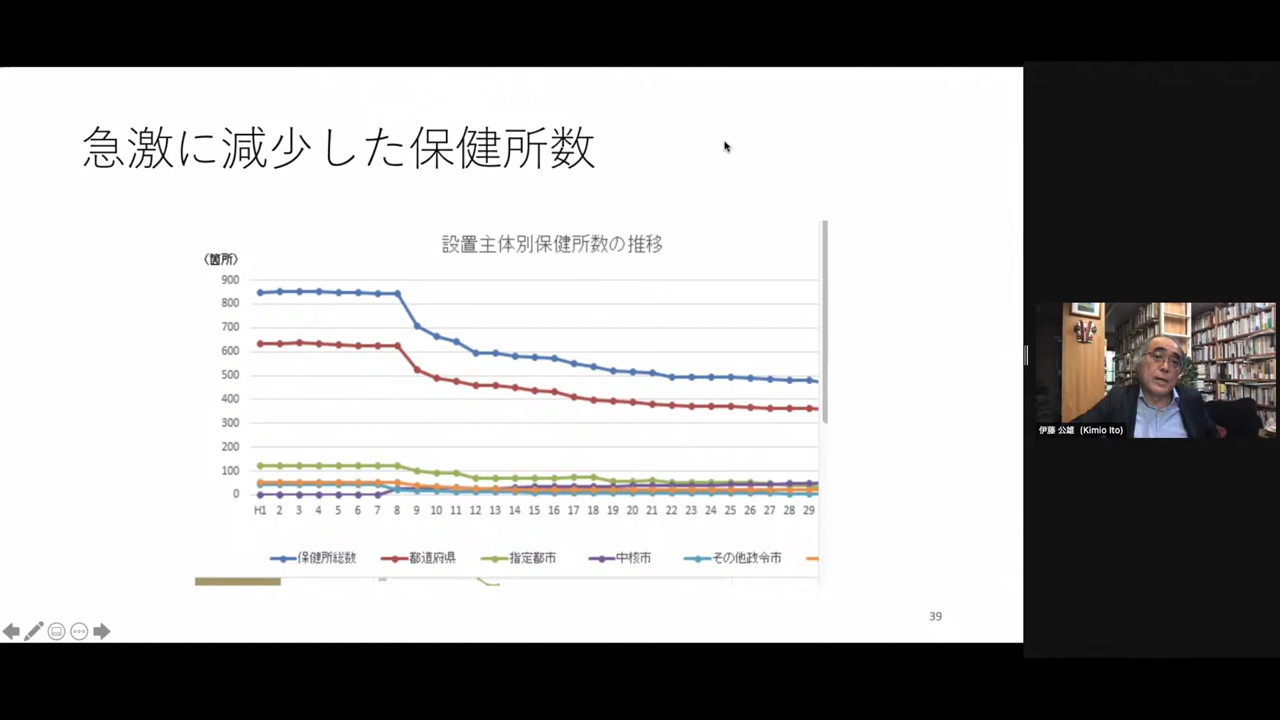 急激に減少した保健所数
設置主体別保健所数の推移
(箇所)
900
800
700
600
500
400
300
200
100
0
H1 2 3 4 5 6 7 8 9 10 11 12 13 14 15 16 17 18 19 20 21 22 23 24 25 26 27 28 29
保健所総数 都道府県 指定都市 中核市 その他政令市
39
伊藤 公雄 (Kimio Ito)